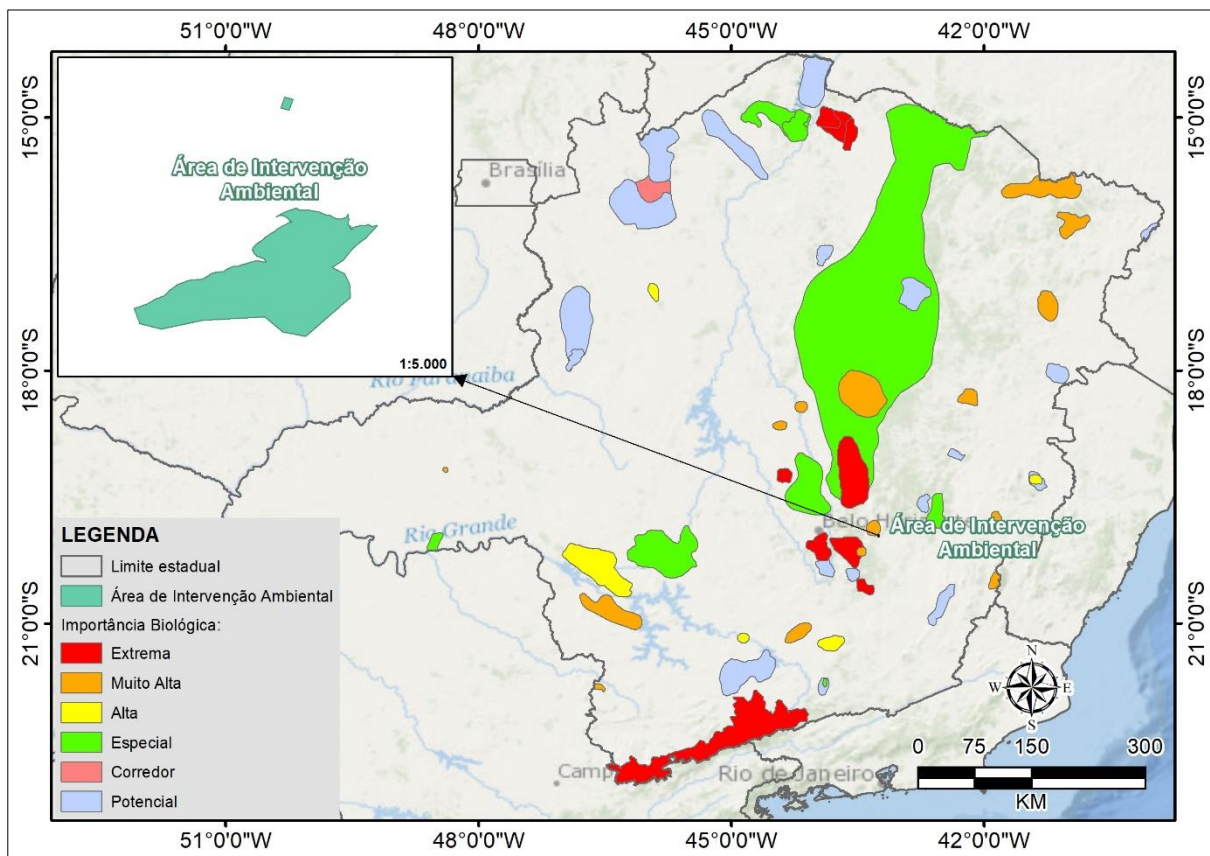 51°0'0"W 48°0'0"W 45°0'0"W 42°0'0"W
15°0'0"S
15°0'0"S
Área de Intervenção
Ambiental
Brasília
1:5.000
18°0'0"S
18°0'0"S
Área de Intervenção
Ambiental
Rio Grande
LEGENDA
Limite estadual
Área de Intervenção Ambiental
Importância Biológica:
Extrema
Muito Alta
Alta
Especial
Corredor
Potencial
21°0'0"S
21°0'0"S
N
W E
S
Rio de Janeiro
0 75 150 300
KM
51°0'0"W 48°0'0"W 45°0'0"W 42°0'0"W